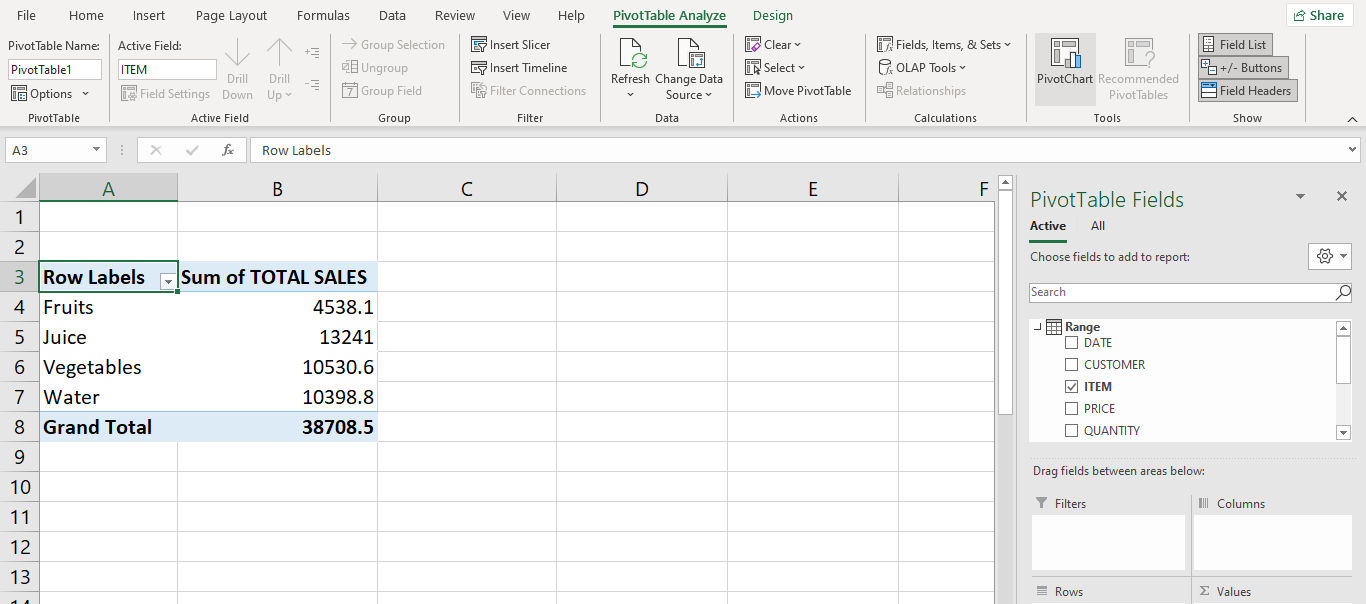 File Home Insert Page Layout Formulas Data Review View Help PivotTable Analyze Design Share
PivotTable Name:
PivotTable1
Options
PivotTable
Active Field:
ITEM
Field Settings
Drill Down
Drill Up
Active Field
Group Selection
Ungroup
Group Field
Group
Insert Slicer
Insert Timeline
Filter Connections
Filter
Refresh
Change Data Source
Data
Clear
Select
Move PivotTable
Actions
Fields, Items, & Sets
OLAP Tools
Relationships
Calculations
PivotChart
Recommended PivotTables
Tools
Field List
+/- Buttons
Field Headers
Show
A3 fx Row Labels
A B C D E F
1
2
3 Row Labels Sum of TOTAL SALES
4 Fruits 4538.1
5 Juice 13241
6 Vegetables 10530.6
7 Water 10398.8
8 Grand Total 38708.5
9
10
11
12
13
14
PivotTable Fields
Active All
Choose fields to add to report:
Search
Range
DATE
CUSTOMER
ITEM
PRICE
QUANTITY
Drag fields between areas below:
Filters Columns
Rows Σ Values